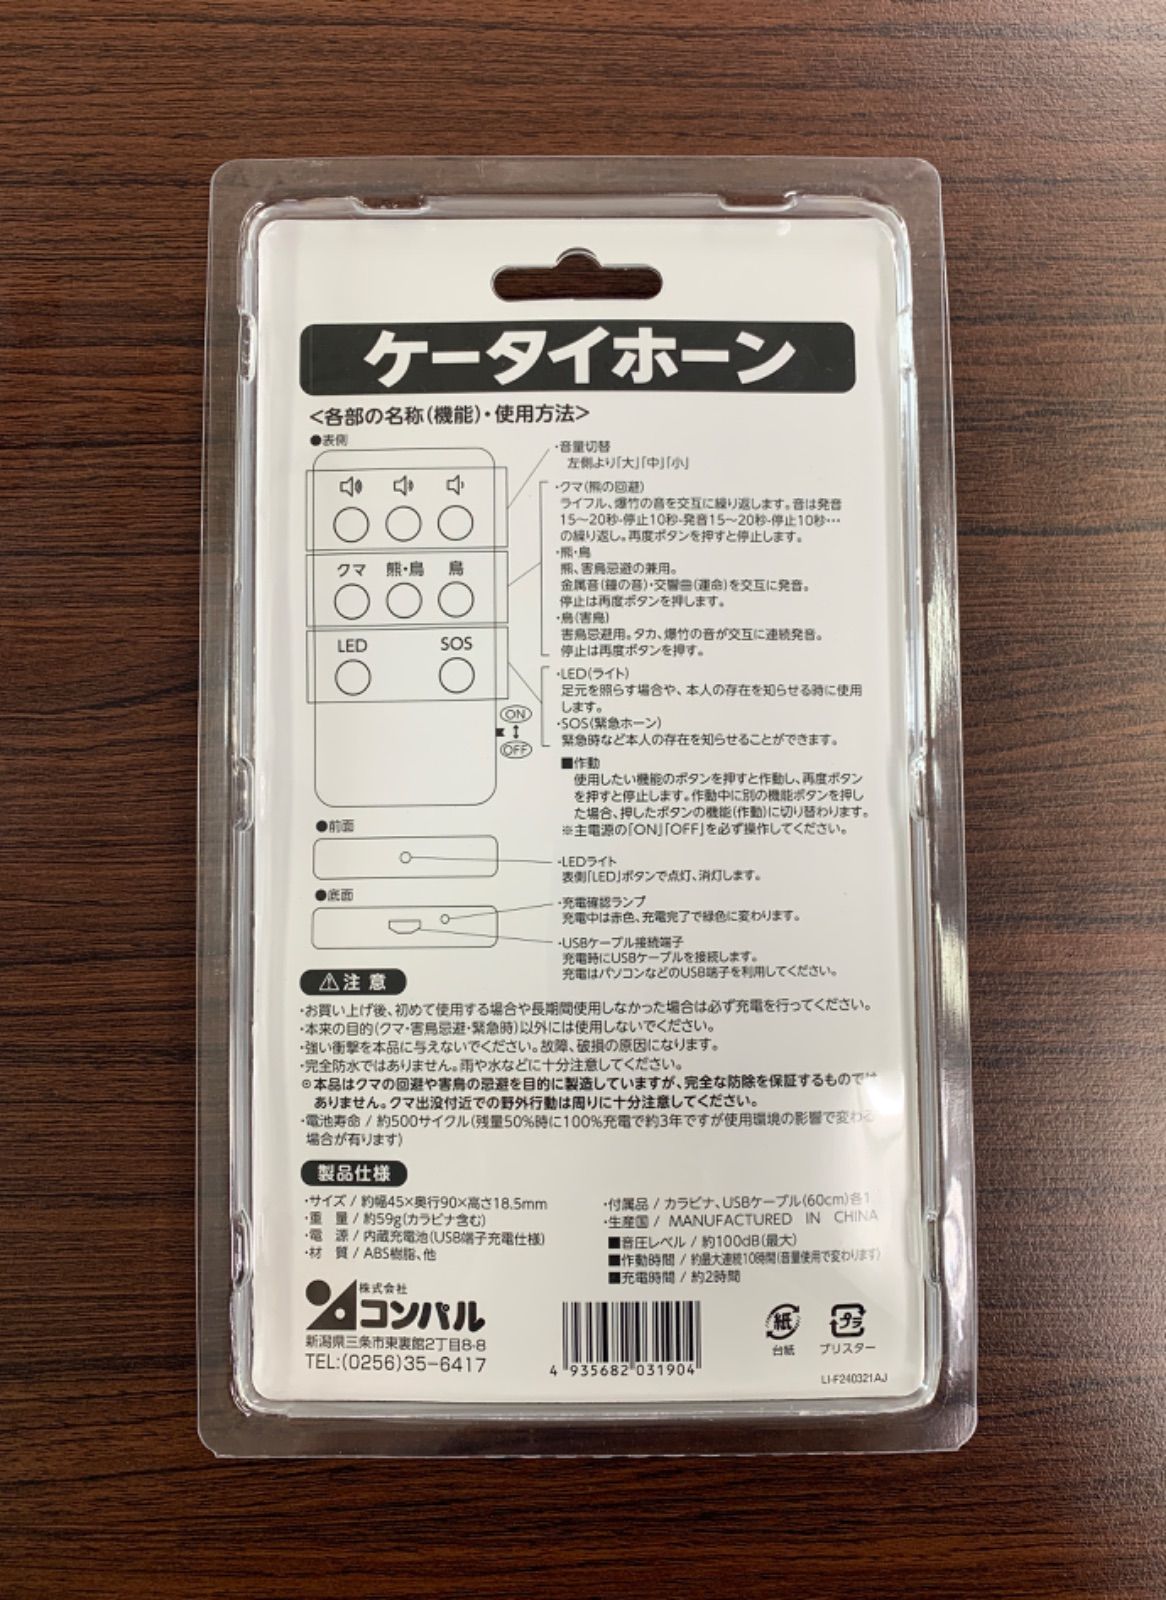 ケータイホーン
<各部の名称(機能)・使用方法>
●表側
クマ 熊・鳥 鳥
LED SOS
ON
OFF
・音量切替
左側より「大」「中」「小」
・クマ(熊の回避)
ライフル、爆竹の音を交互に繰り返します。音は発音
15〜20秒-停止10秒-発音15〜20秒-停止10秒…
の繰り返し。再度ボタンを押すと停止します。
・熊・鳥
熊、害鳥忌避の兼用。
金属音(鐘の音)・交響曲(運命)を交互に発音。
停止は再度ボタンを押します。
・鳥(害鳥)
害鳥忌避用。タカ、爆竹の音が交互に連続発音。
停止は再度ボタンを押す。
・LED(ライト)
足元を照らす場合や、本人の存在を知らせる時に使用
します。
・SOS(緊急ホーン)
緊急時など本人の存在を知らせることができます。
■作動
使用したい機能のボタンを押すと作動し、再度ボタン
を押すと停止します。作動中に別の機能ボタンを押し
た場合、押したボタンの機能(作動)に切り替わります。
※主電源の「ON」「OFF」を必ず操作してください。
●前面
・LEDライト
表側「LED」ボタンで点灯、消灯します。
●底面
・充電確認ランプ
充電中は赤色、充電完了で緑色に変わります。
・USBケーブル接続端子
充電時にUSBケーブルを接続します。
充電はパソコンなどのUSB端子を利用してください。
⚠注意
・お買い上げ後、初めて使用する場合や長期間使用しなかった場合は必ず充電を行ってください。
・本来の目的(クマ・害鳥忌避・緊急時)以外には使用しないでください。
・強い衝撃を本品に与えないでください。故障、破損の原因になります。
・完全防水ではありません。雨や水などに十分注意してください。
◎本品はクマの回避や害鳥の忌避を目的に製造していますが、完全な防除を保証するものでは
ありません。クマ出没付近での野外行動は周りに十分注意してください。
・電池寿命 / 約500サイクル(残量50%時に100%充電で約3年ですが使用環境の影響で変わる
場合が有ります)
製品仕様
・サイズ / 約幅45×奥行90×高さ18.5mm
・重 量 / 約59g(カラビナ含む)
・電 源 / 内蔵充電池(USB端子充電仕様)
・材 質 / ABS樹脂、他
・付属品 / カラビナ、USBケーブル(60cm)各1
・生産国 / MANUFACTURED IN CHINA
■音圧レベル / 約100dB(最大)
■作動時間 / 約最大連続10時間(音量使用で変わります)
■充電時間 / 約2時間
株式会社
コンパル
新潟県三条市東裏館2丁目8-8
TEL:(0256)35-6417
4 935682 031904
紙
台紙
プラ
ブリスター
LI-F240321AJ